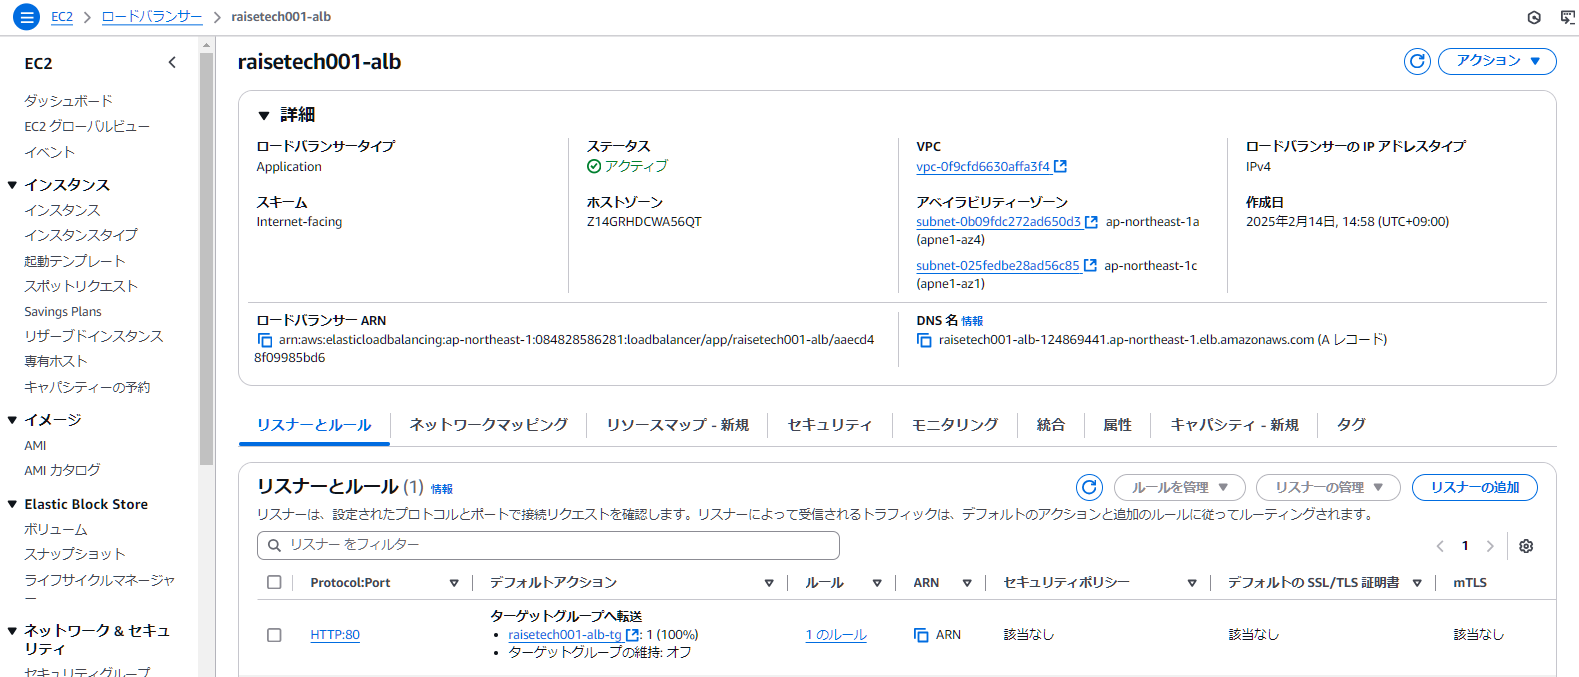 EC2 > ロードバランサー > raisetech001-alb
EC2
ダッシュボード
EC2 グローバルビュー
イベント
インスタンス
インスタンス
インスタンスタイプ
起動テンプレート
スポットリクエスト
Savings Plans
リザーブドインスタンス
専有ホスト
キャパシティーの予約
イメージ
AMI
AMI カタログ
Elastic Block Store
ボリューム
スナップショット
ライフサイクルマネージャ
ー
ネットワーク & セキュ
リティ
セキュリティグループ
raisetech001-alb
アクション
詳細
ロードバランサータイプ
Application
ステータス
アクティブ
VPC
vpc-0f9cfd6630affa3f4
ロードバランサーの IP アドレスタイプ
IPv4
スキーム
Internet-facing
ホストゾーン
Z14GRHDCWA56QT
アベイラビリティーゾーン
subnet-0b09fdc272ad650d3 ap-northeast-1a
(apne1-az4)
subnet-025fedbe28ad56c85 ap-northeast-1c
(apne1-az1)
作成日
2025年2月14日, 14:58 (UTC+09:00)
ロードバランサー ARN
arn:aws:elasticloadbalancing:ap-northeast-1:084828586281:loadbalancer/app/raisetech001-alb/aaecd4
8f09985bd6
DNS 名 情報
raisetech001-alb-124869441.ap-northeast-1.elb.amazonaws.com (A レコード)
リスナーとルール
ネットワークマッピング
リソースマップ - 新規
セキュリティ
モニタリング
統合
属性
キャパシティ - 新規
タグ
リスナーとルール (1) 情報
ルールを管理
リスナーの管理
リスナーの追加
リスナーは、設定されたプロトコルとポートで接続リクエストを確認します。リスナーによって受信されるトラフィックは、デフォルトのアクションと追加のルールに従ってルーティングされます。
リスナー をフィルター
1
Protocol:Port
デフォルトアクション
ルール
ARN
セキュリティポリシー
デフォルトの SSL/TLS 証明書
mTLS
HTTP:80
ターゲットグループへ転送
• raisetech001-alb-tg : 1 (100%)
• ターゲットグループの維持: オフ
1 のルール
ARN
該当なし
該当なし
該当なし